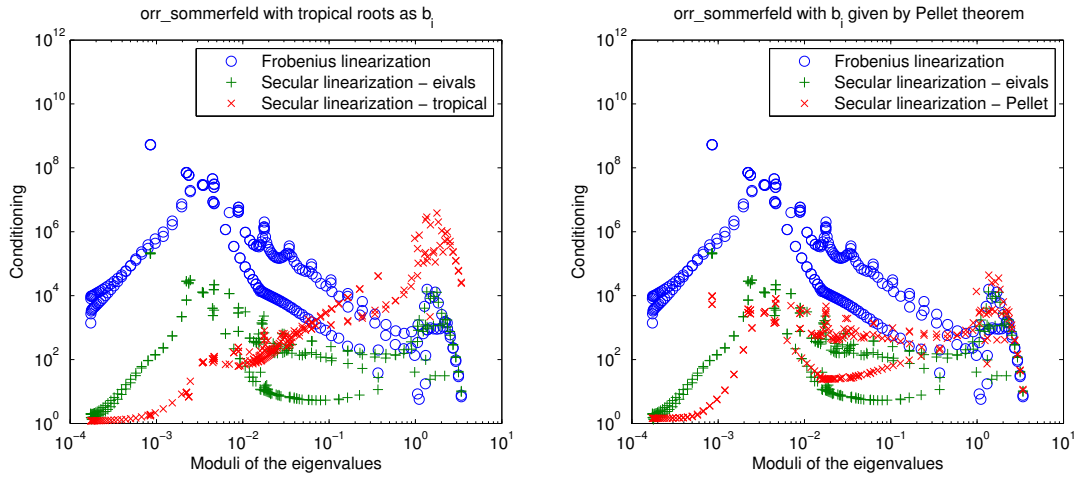 orr_sommerfeld with tropical roots as b_i
10^12
10^10
10^8
10^6
10^4
10^2
10^0
Conditioning
Frobenius linearization
Secular linearization − eivals
Secular linearization − tropical
10^−4
10^−3
10^−2
10^−1
10^0
10^1
Moduli of the eigenvalues
orr_sommerfeld with b_i given by Pellet theorem
10^12
10^10
10^8
10^6
10^4
10^2
10^0
Conditioning
Frobenius linearization
Secular linearization − eivals
Secular linearization − Pellet
10^−4
10^−3
10^−2
10^−1
10^0
10^1
Moduli of the eigenvalues